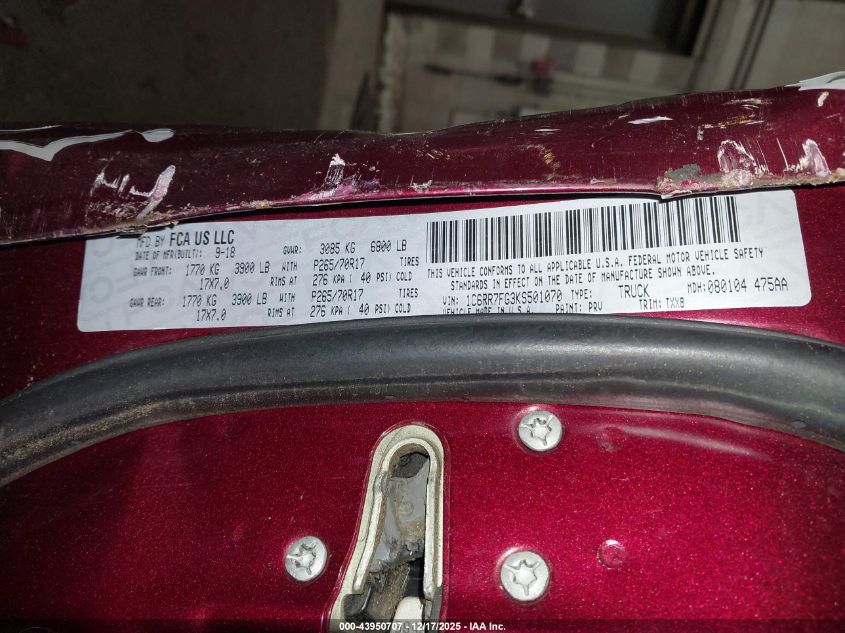 MFD BY FCA US LLC
DATE OF MFR(BUILT): 9-18 GVWR: 3085 KG 6800 LB
GAWR FRONT: 1770 KG 3900 LB WITH P265/70R17 TIRES
17X7.0 RIMS AT 276 KPA ( 40 PSI) COLD
GAWR REAR: 1770 KG 3900 LB WITH P265/70R17 TIRES
17X7.0 RIMS AT 276 KPA ( 40 PSI) COLD
THIS VEHICLE CONFORMS TO ALL APPLICABLE U.S.A. FEDERAL MOTOR VEHICLE SAFETY
STANDARDS IN EFFECT ON THE DATE OF MANUFACTURE SHOWN ABOVE.
VIN: 1C6RR7FG3KS501070 TYPE: TRUCK MDH: 080104 475AA
VEHICLE MADE IN U.S.A. PAINT: PRV TRIM: TXX8
000-43950707 - 12/17/2025 - IAA Inc.